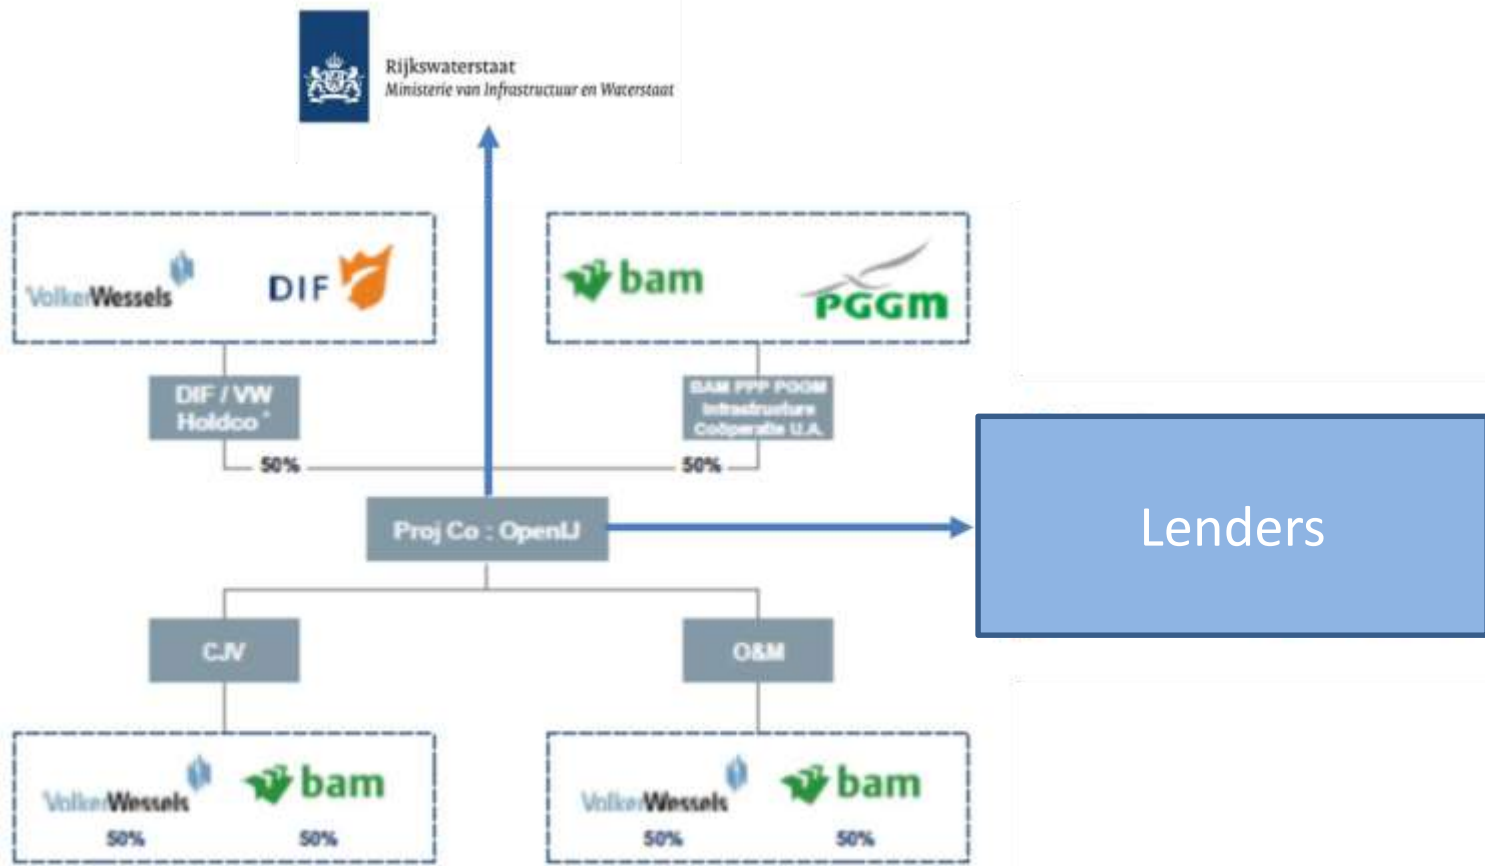 Rijkswaterstaat
Ministerie van Infrastructuur en Waterstaat
VolkerWessels
DIF
bam
PGGM
DIF / VW
Holdco *
BAM PPP PGGM
Infrastructure
Coöperatie U.A.
50%
50%
Proj Co : OpenIJ
Lenders
CJV
O&M
VolkerWessels
bam
VolkerWessels
bam
50%
50%
50%
50%